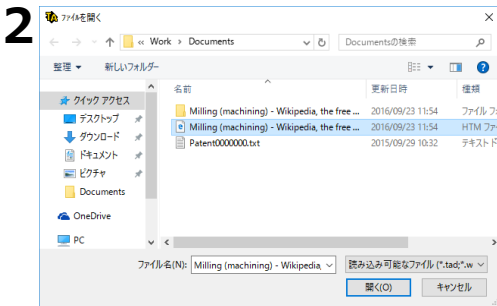 2
ファイルを開く
« Work > Documents
Documentsの検索
整理 ▼ 新しいフォルダー
名前 更新日時 種類
クイック アクセス
デスクトップ
ダウンロード
ドキュメント
ピクチャ
Documents
OneDrive
PC
Milling (machining) - Wikipedia, the free ... 2016/09/23 11:54 ファイル フ
Milling (machining) - Wikipedia, the free ... 2016/09/23 11:54 HTM ファ
Patent0000000.txt 2015/09/29 10:32 テキスト ド
ファイル名(N): Milling (machining) - Wikipedia, 読み込み可能なファイル (*.tad;*.w
開く(O) キャンセル